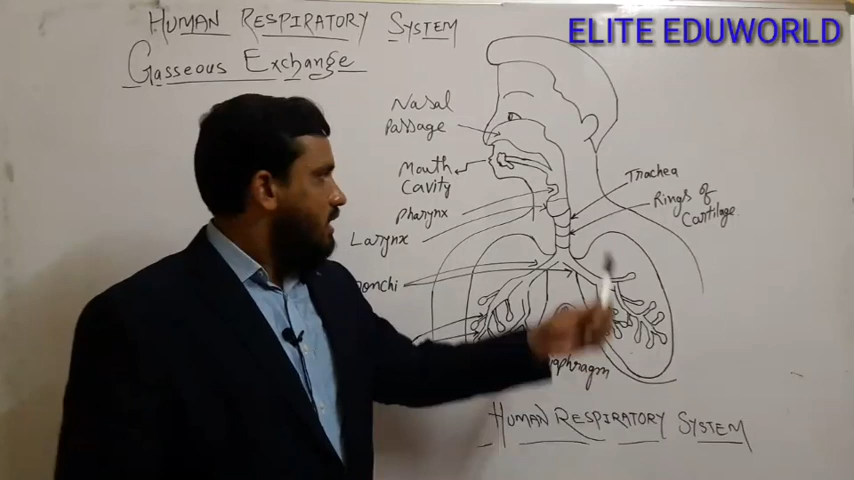 HUMAN RESPIRATORY SYSTEM
ELITE EDUWORLD
Gasseous Exchange
Nasal
Passage
Mouth
Cavity
Pharynx
Larynx
Trachea
Rings of
Cartilage
HUMAN RESPIRATORY SYSTEM